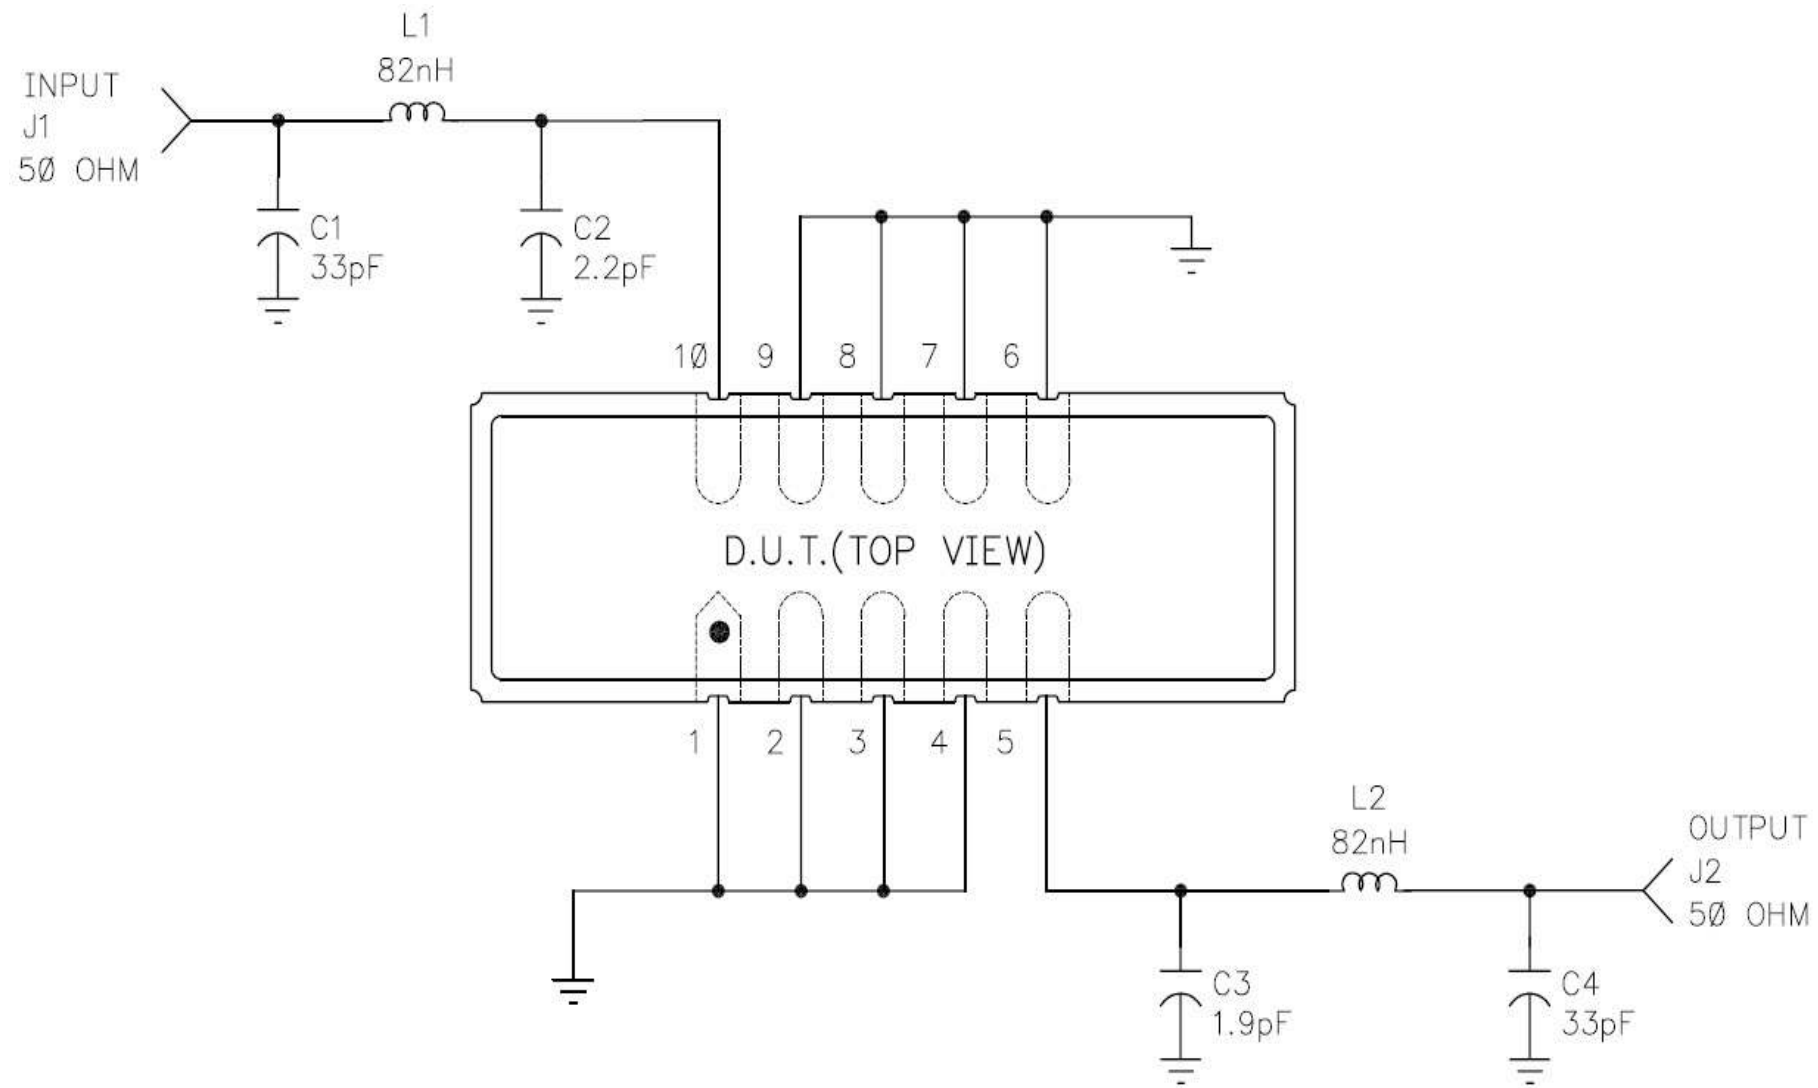 L1
82nH
INPUT
J1
5Ø OHM
C1
33pF
C2
2.2pF
1Ø 9 8 7 6
D.U.T.(TOP VIEW)
1 2 3 4 5
L2
82nH
OUTPUT
J2
5Ø OHM
C3
1.9pF
C4
33pF